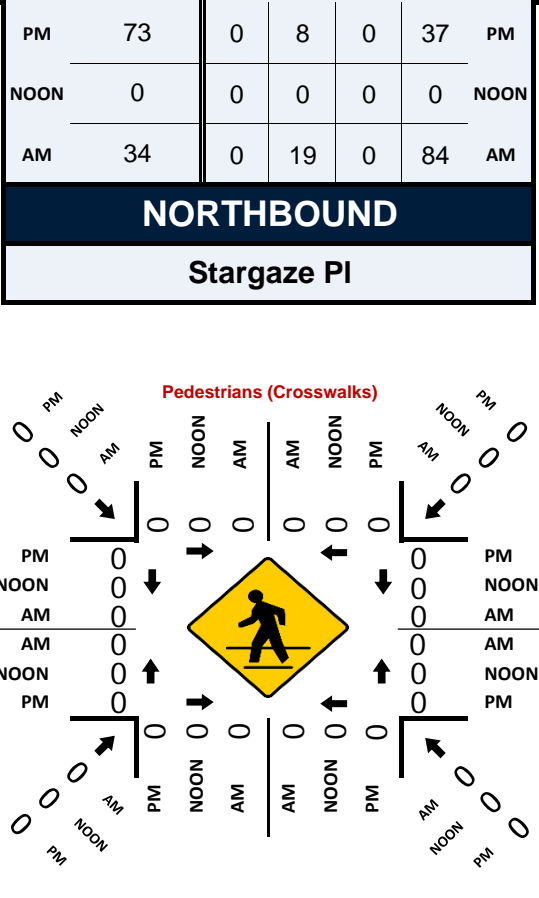 PM 73 0 8 0 37 PM
NOON 0 0 0 0 0 NOON
AM 34 0 19 0 84 AM
NORTHBOUND
Stargaze Pl
Pedestrians (Crosswalks)
PM NOON AM
0 0 0
PM NOON AM
AM NOON PM
PM NOON AM
0 0 0
0 0 0
0 0 0
PM 0 0 PM
NOON 0 0 NOON
AM 0 0 AM
AM 0 0 AM
NOON 0 0 NOON
PM 0 0 PM
0 0 0
0 0 0
PM NOON AM
AM NOON PM
0 0 0
AM NOON PM
0 0 0
AM NOON PM